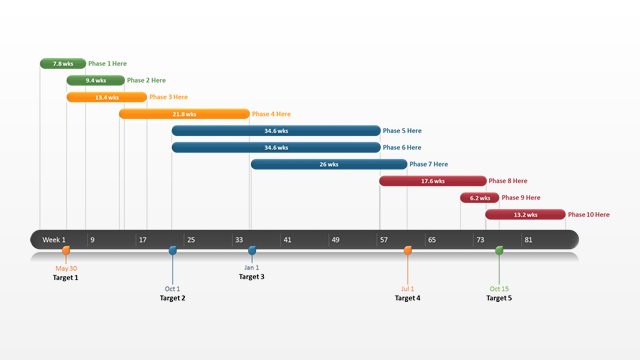 7.8 wks Phase 1 Here
9.4 wks Phase 2 Here
13.4 wks Phase 3 Here
21.8 wks Phase 4 Here
34.6 wks Phase 5 Here
34.6 wks Phase 6 Here
26 wks Phase 7 Here
17.6 wks Phase 8 Here
6.2 wks Phase 9 Here
13.2 wks Phase 10 Here
Week 1 9 17 25 33 41 49 57 65 73 81
May 30
Target 1
Oct 1
Target 2
Jan 1
Target 3
Jul 1
Target 4
Oct 15
Target 5